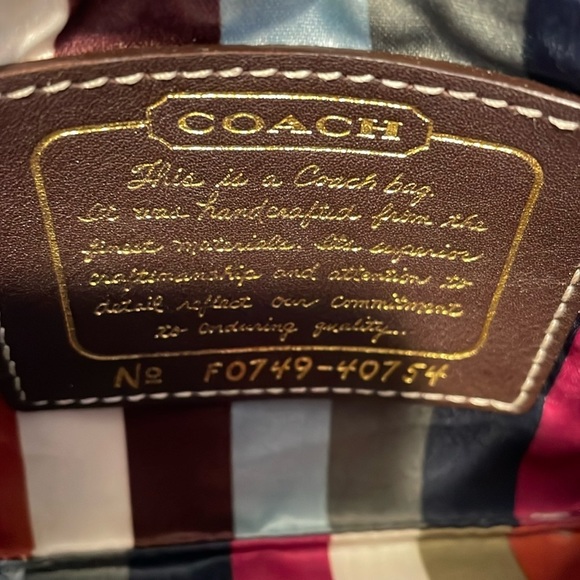 COACH
This is a Coach bag.
It was handcrafted from the
finest materials. Its superior
craftsmanship and attention to
detail reflect our commitment
to enduring quality.
No F0749-40754